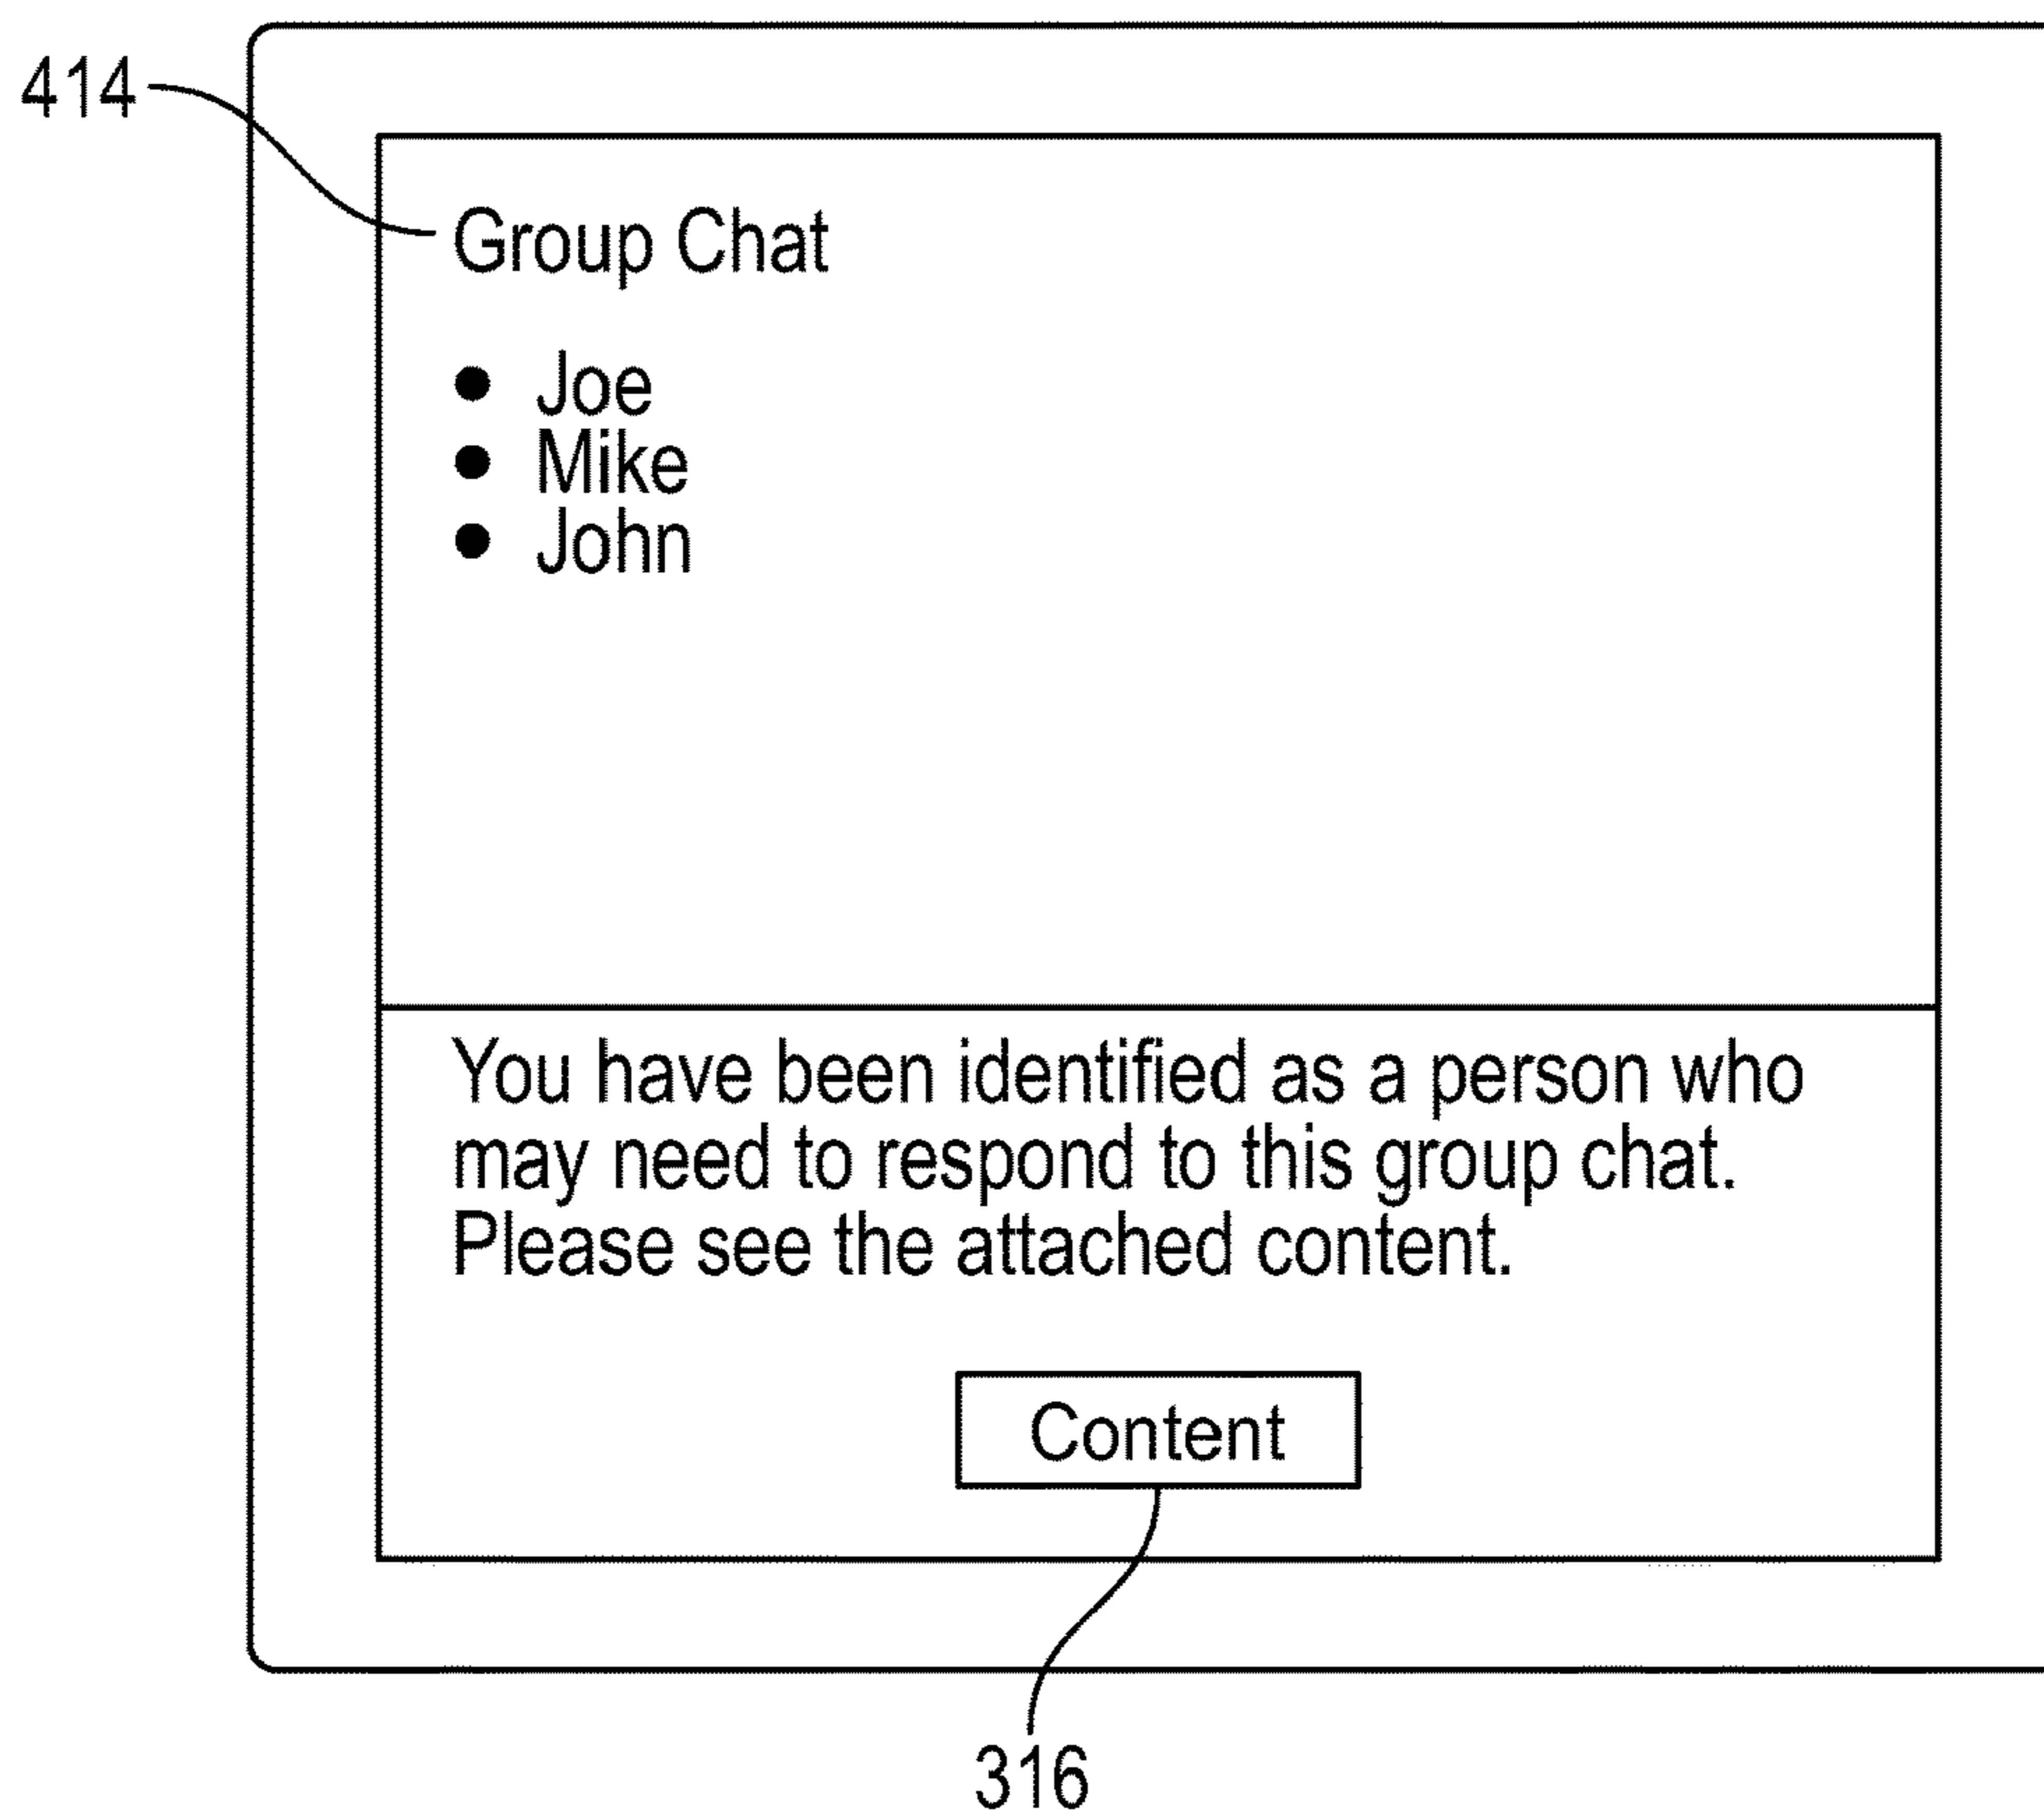 414
Group Chat
● Joe
● Mike
● John
You have been identified as a person who
may need to respond to this group chat.
Please see the attached content.
Content
316